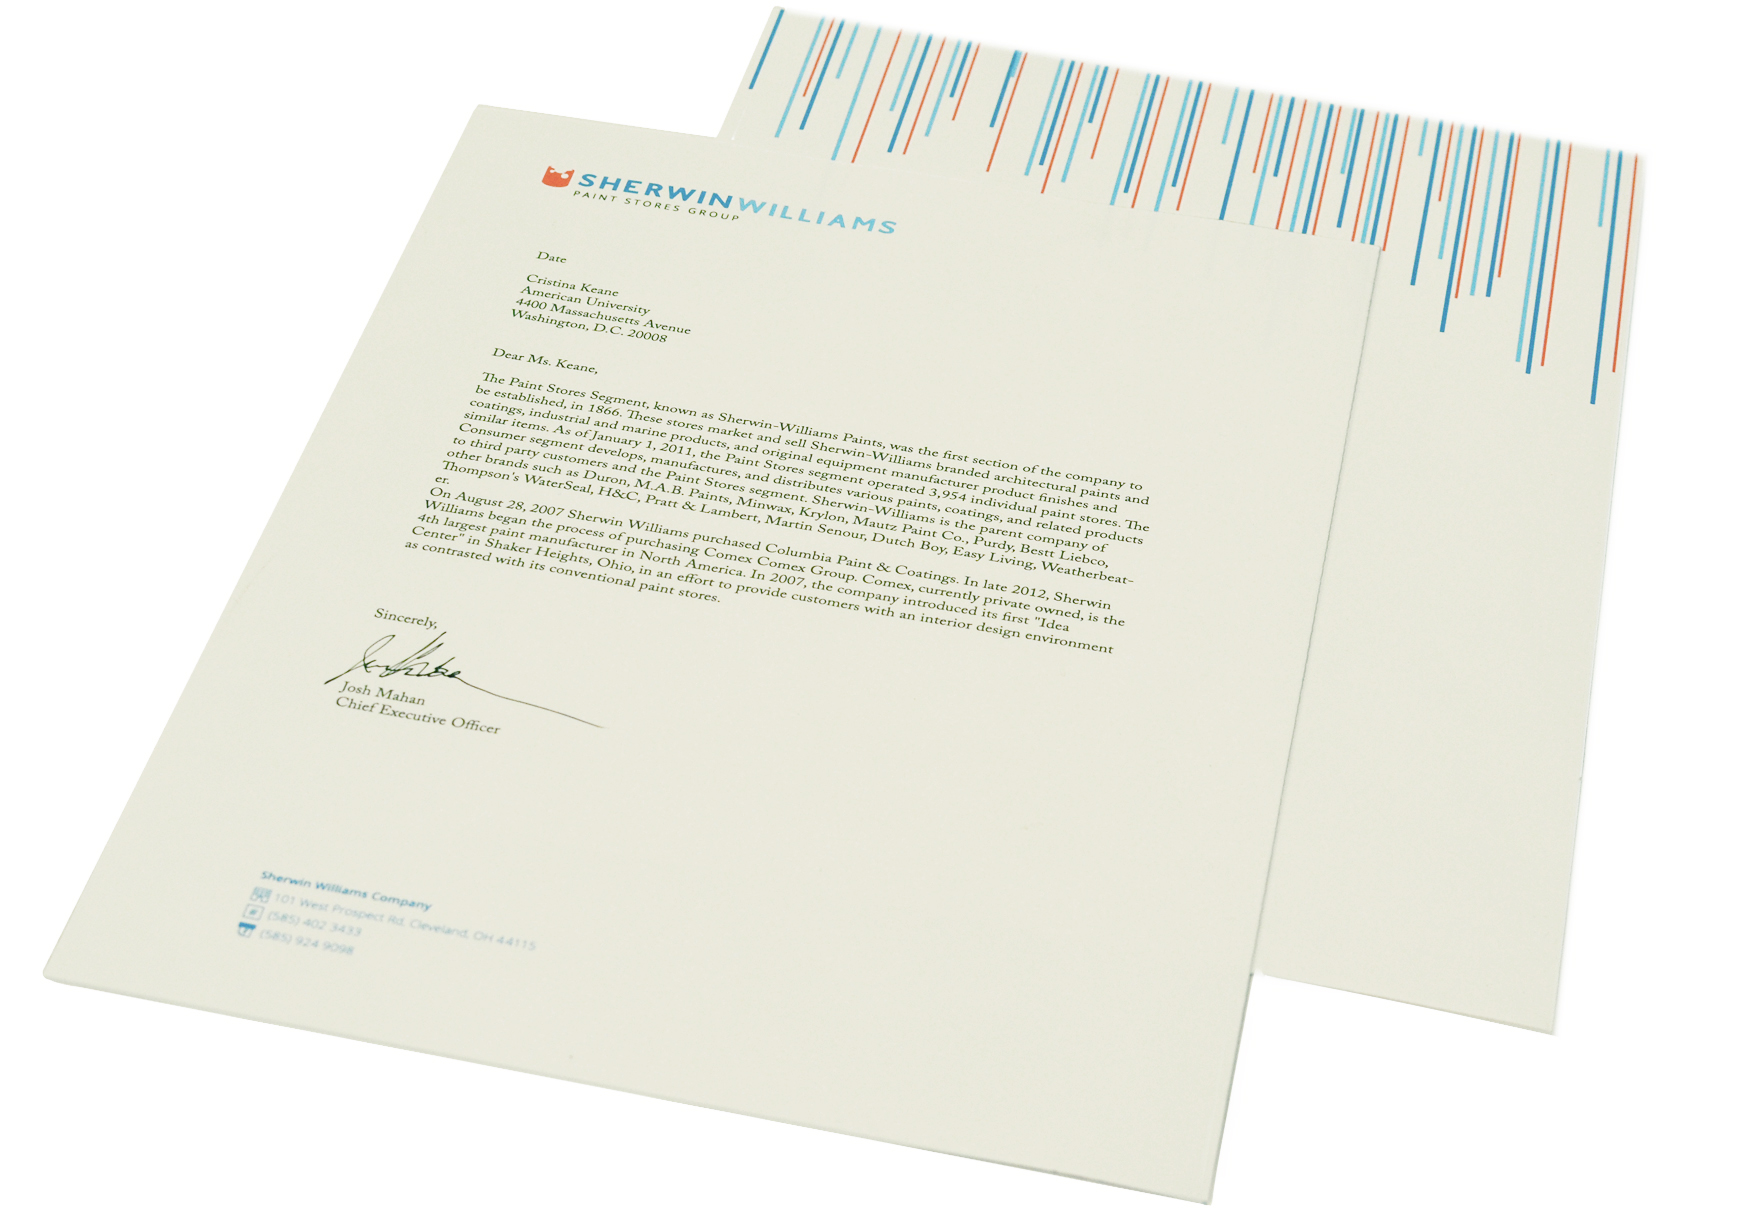 SHERWINWILLIAMS
PAINT STORES GROUP
Date
Cristina Keane
American University
4400 Massachusetts Avenue
Washington, D.C. 20008
Dear Ms. Keane,
The Paint Stores Segment, known as Sherwin-Williams Paints, was the first section of the company to
be established, in 1866. These stores market and sell Sherwin-Williams branded architectural paints and
coatings, industrial and marine products, and original equipment manufacturer product finishes and
similar items. As of January 1, 2011, the Paint Stores segment operated 3,954 individual paint stores. The
Consumer segment develops, manufactures, and distributes various paints, coatings, and related products
to third party customers and the Paint Stores segment. Sherwin-Williams is the parent company of
other brands such as Duron, M.A.B. Paints, Minwax, Krylon, Mautz Paint Co., Purdy, Bestt Liebco,
Thompson's WaterSeal, H&C, Pratt & Lambert, Martin Senour, Dutch Boy, Easy Living, Weatherbeat-
er.
On August 28, 2007 Sherwin Williams purchased Columbia Paint & Coatings. In late 2012, Sherwin
Williams began the process of purchasing Comex Comex Group. Comex, currently private owned, is the
4th largest paint manufacturer in North America. In 2007, the company introduced its first "Idea
Center" in Shaker Heights, Ohio, in an effort to provide customers with an interior design environment
as contrasted with its conventional paint stores.
Sincerely,
Josh Mahan
Chief Executive Officer
Sherwin Williams Company
101 West Prospect Rd. Cleveland, OH 44115
(585) 402 3433
(585) 924 9098